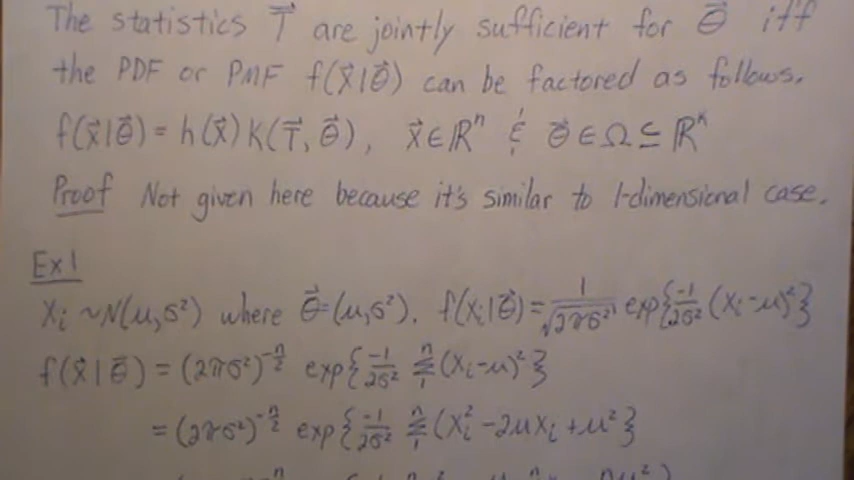 The statistics T⃗ are jointly sufficient for θ⃗ iff
the PDF or PMF f(x⃗|θ⃗) can be factored as follows.
f(x⃗|θ⃗) = h(x⃗) K(T⃗, θ⃗), x⃗ ∈ ℝⁿ & θ⃗ ∈ Ω ⊆ ℝᴷ
Proof Not given here because it's similar to 1-dimensional case.
Ex 1
Xᵢ ~ N(μ, σ²) where θ⃗ = (μ, σ²). f(xᵢ|θ⃗) = 1/√(2πσ²) exp{-1/2σ² (xᵢ - μ)²}
f(x⃗|θ⃗) = (2πσ²)^(-n/2) exp{-1/2σ² Σ₁ⁿ (xᵢ - μ)²}
= (2πσ²)^(-n/2) exp{-1/2σ² Σ₁ⁿ (xᵢ² - 2μxᵢ + μ²}